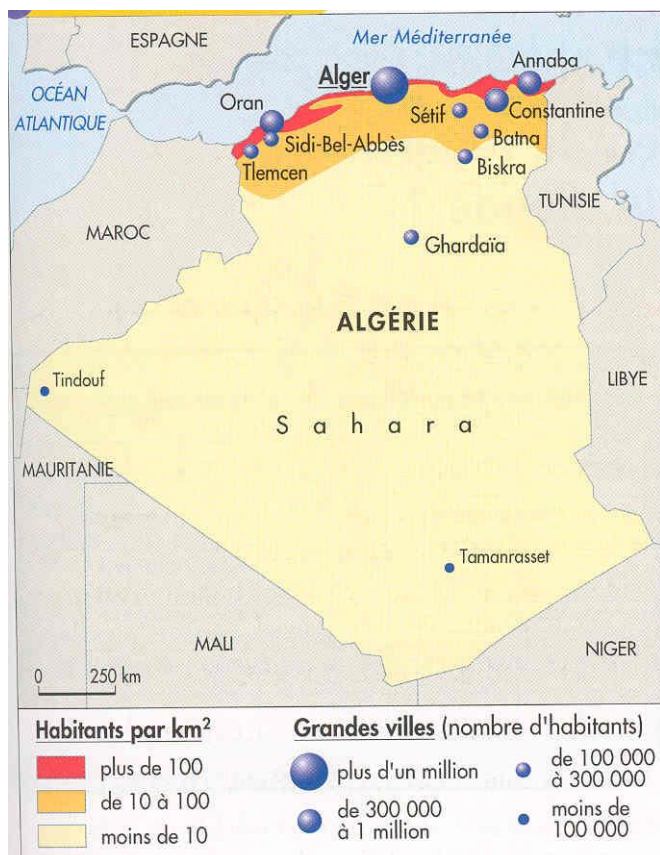 ESPAGNE
Mer Méditerranée
OCÉAN
ATLANTIQUE
Alger
Annaba
Oran
Sétif
Constantine
Sidi-Bel-Abbès
Batna
Tlemcen
Biskra
TUNISIE
MAROC
Ghardaïa
ALGÉRIE
LIBYE
Tindouf
Sahara
MAURITANIE
Tamanrasset
MALI
NIGER
0 250 km
Habitants par km²
plus de 100
de 10 à 100
moins de 10
Grandes villes (nombre d'habitants)
plus d'un million
de 300 000
à 1 million
de 100 000
à 300 000
moins de
100 000